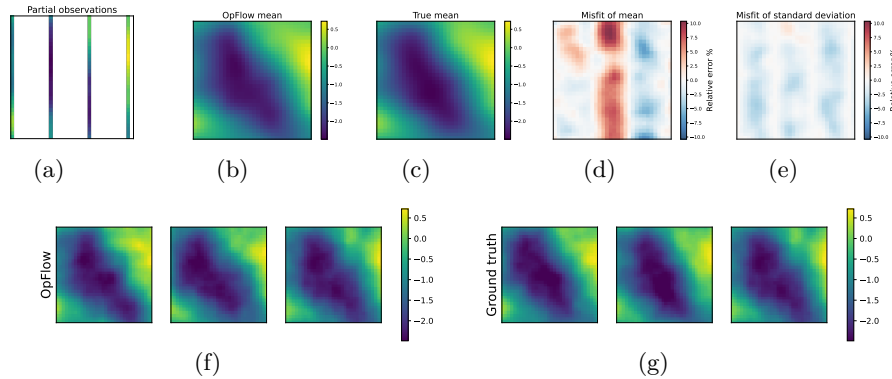 Partial observations
OpFlow mean
True mean
Misfit of mean
Misfit of standard deviation
0.5
0.0
−0.5
−1.0
−1.5
−2.0
0.5
0.0
−0.5
−1.0
−1.5
−2.0
10.0
7.5
5.0
2.5
0.0
−2.5
−5.0
−7.5
−10.0
Relative error %
10.0
7.5
5.0
2.5
0.0
−2.5
−5.0
−7.5
−10.0
(a)
(b)
(c)
(d)
(e)
OpFlow
0.5
0.0
−0.5
−1.0
−1.5
−2.0
Ground truth
0.5
0.0
−0.5
−1.0
−1.5
−2.0
(f)
(g)